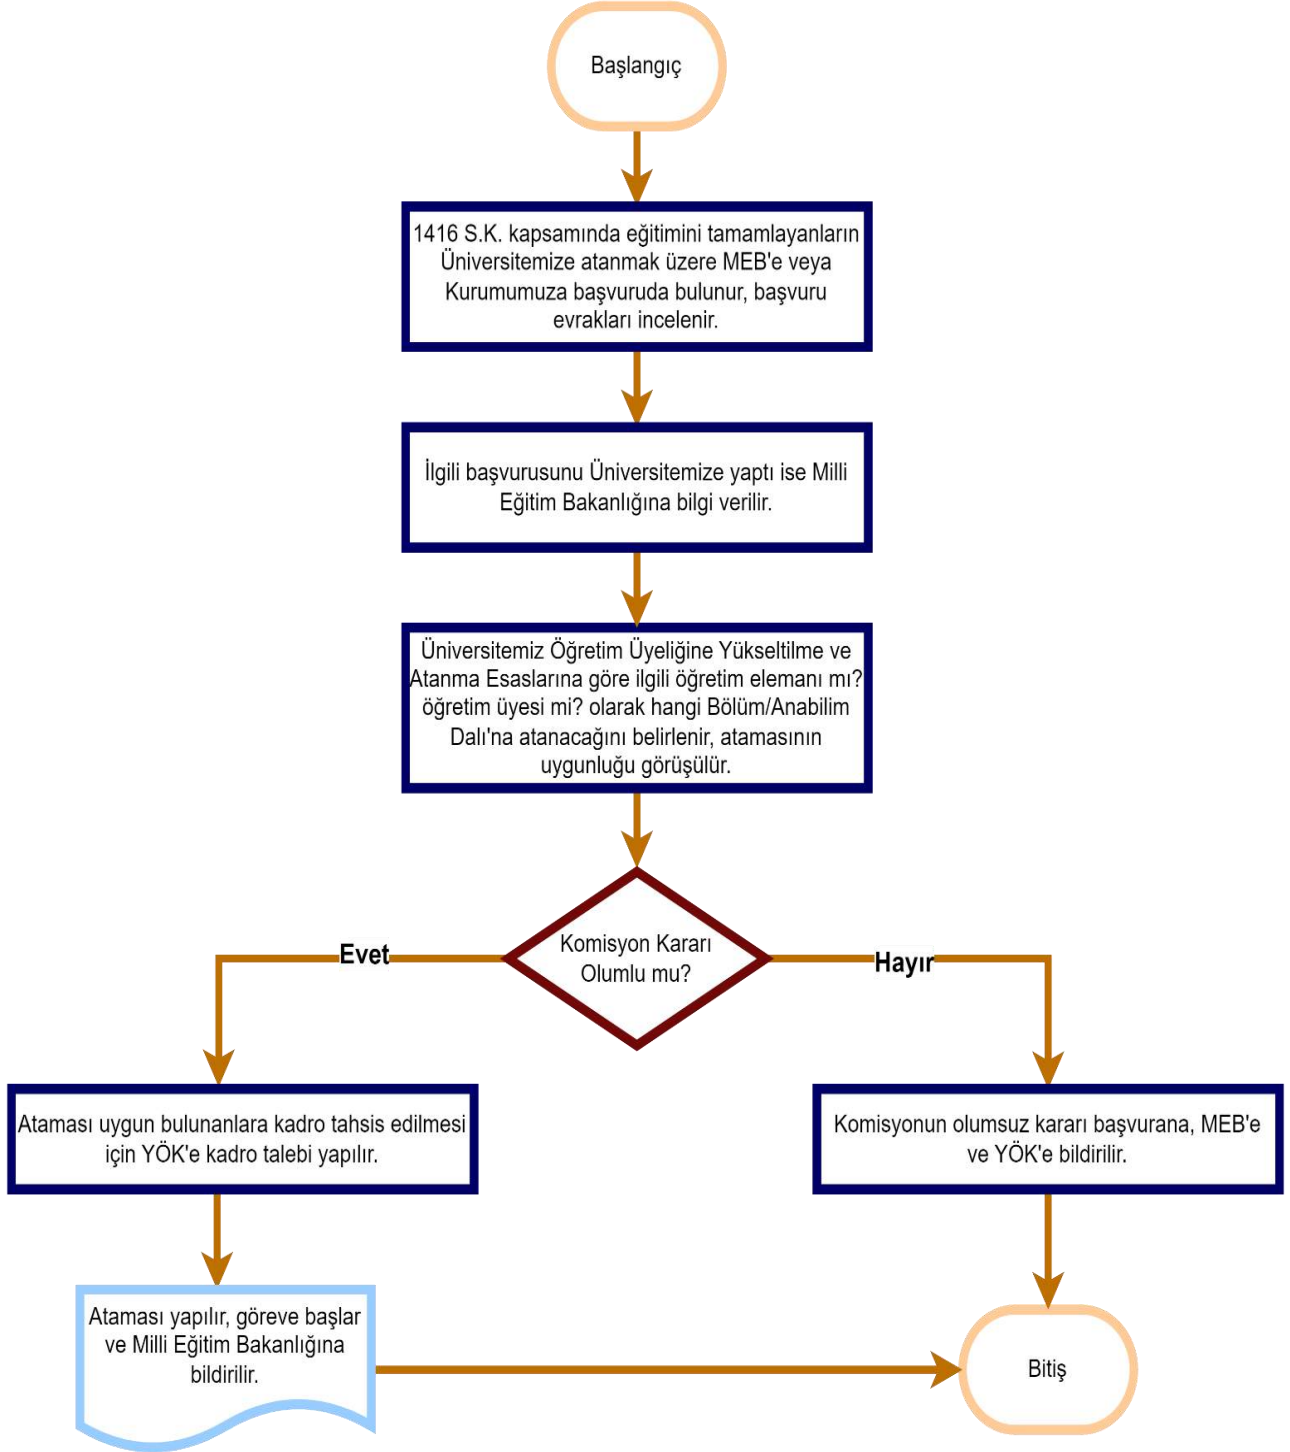 Başlangıç
1416 S.K. kapsamında eğitimini tamamlayanların
Üniversitemize atanmak üzere MEB'e veya
Kurumumuza başvuruda bulunur, başvuru
evrakları incelenir.
İlgili başvurusunu Üniversitemize yaptı ise Milli
Eğitim Bakanlığına bilgi verilir.
Üniversitemiz Öğretim Üyeliğine Yükseltilme ve
Atanma Esaslarına göre ilgili öğretim elemanı mı?
öğretim üyesi mi? olarak hangi Bölüm/Anabilim
Dalı'na atanacağını belirlenir, atamasının
uygunluğu görüşülür.
Komisyon Kararı
Olumlu mu?
Evet
Hayır
Ataması uygun bulunanlara kadro tahsis edilmesi
için YÖK'e kadro talebi yapılır.
Komisyonun olumsuz kararı başvurana, MEB'e
ve YÖK'e bildirilir.
Ataması yapılır, göreve başlar
ve Milli Eğitim Bakanlığına
bildirilir.
Bitiş